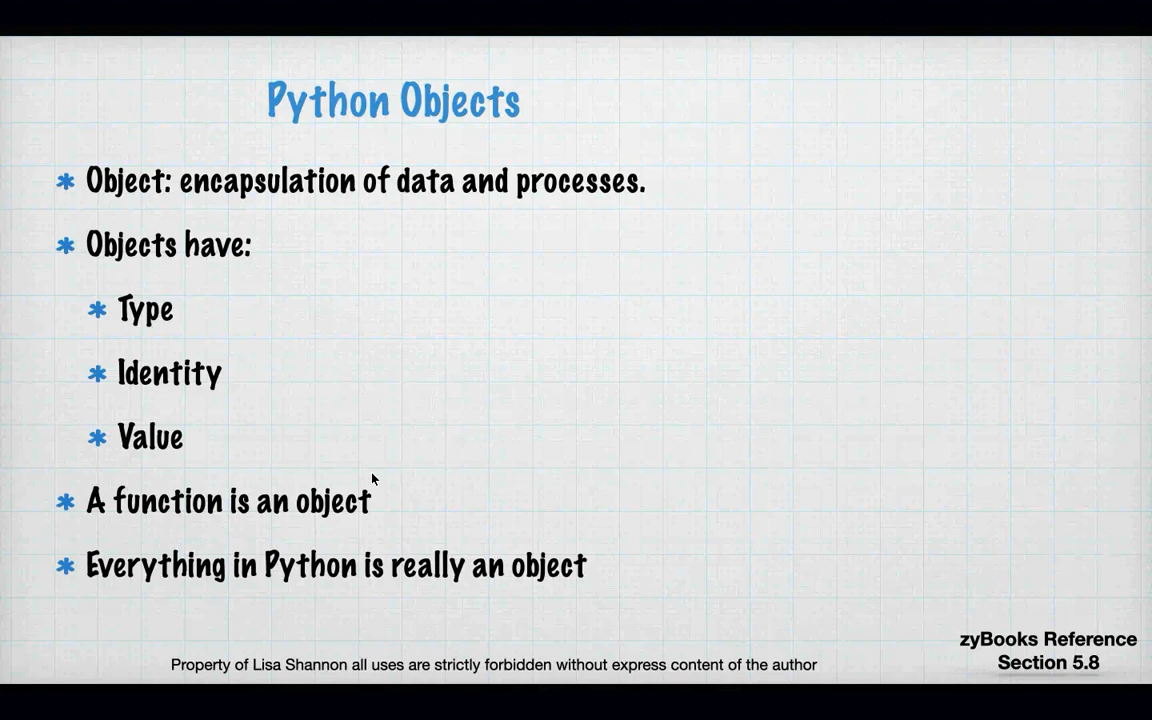 Python Objects
Object: encapsulation of data and processes.
Objects have:
Type
Identity
Value
A function is an object
Everything in Python is really an object
zyBooks Reference
Section 5.8
Property of Lisa Shannon all uses are strictly forbidden without express content of the author